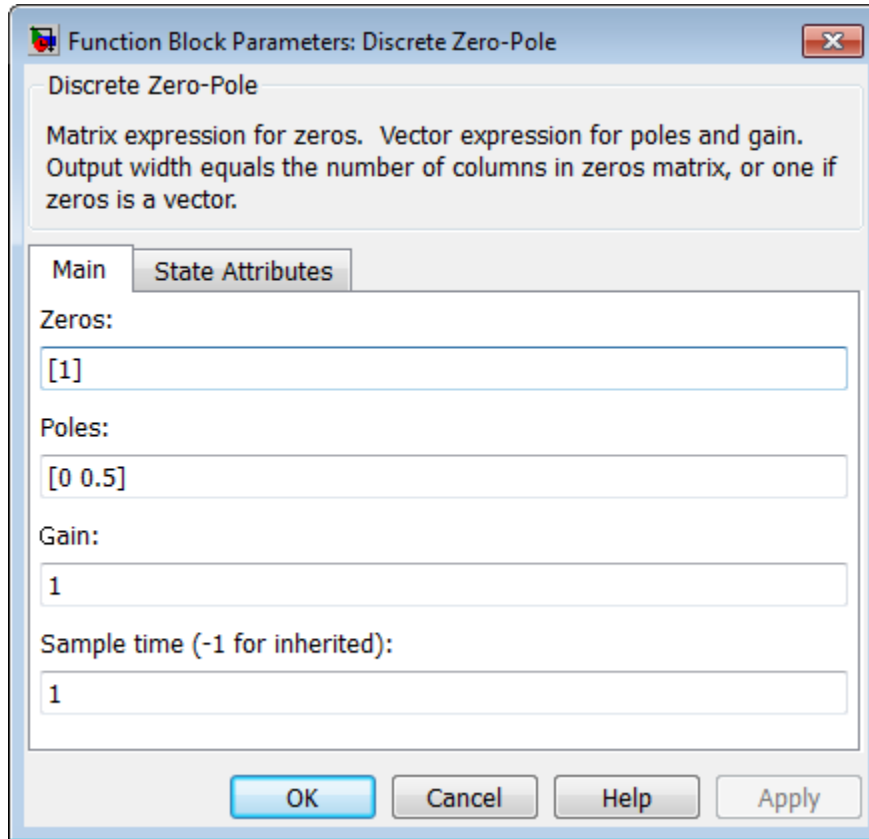 Function Block Parameters: Discrete Zero-Pole
Discrete Zero-Pole
Matrix expression for zeros.  Vector expression for poles and gain.
Output width equals the number of columns in zeros matrix, or one if
zeros is a vector.
Main
State Attributes
Zeros:
[1]
Poles:
[0 0.5]
Gain:
1
Sample time (-1 for inherited):
1
OK
Cancel
Help
Apply